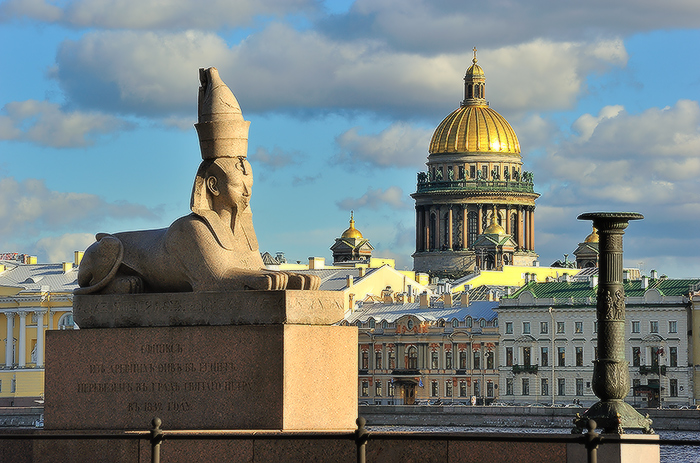 СФИНКСЪ
ИЗЪ ДРЕВНИХЪ ѲИВЪ ВЪ ЕГИПТѢ
ПЕРЕВЕЗЕНЪ ВЪ ГРАДЪ СВЯТАГО ПЕТРА
ВЪ 1832 ГОДУ